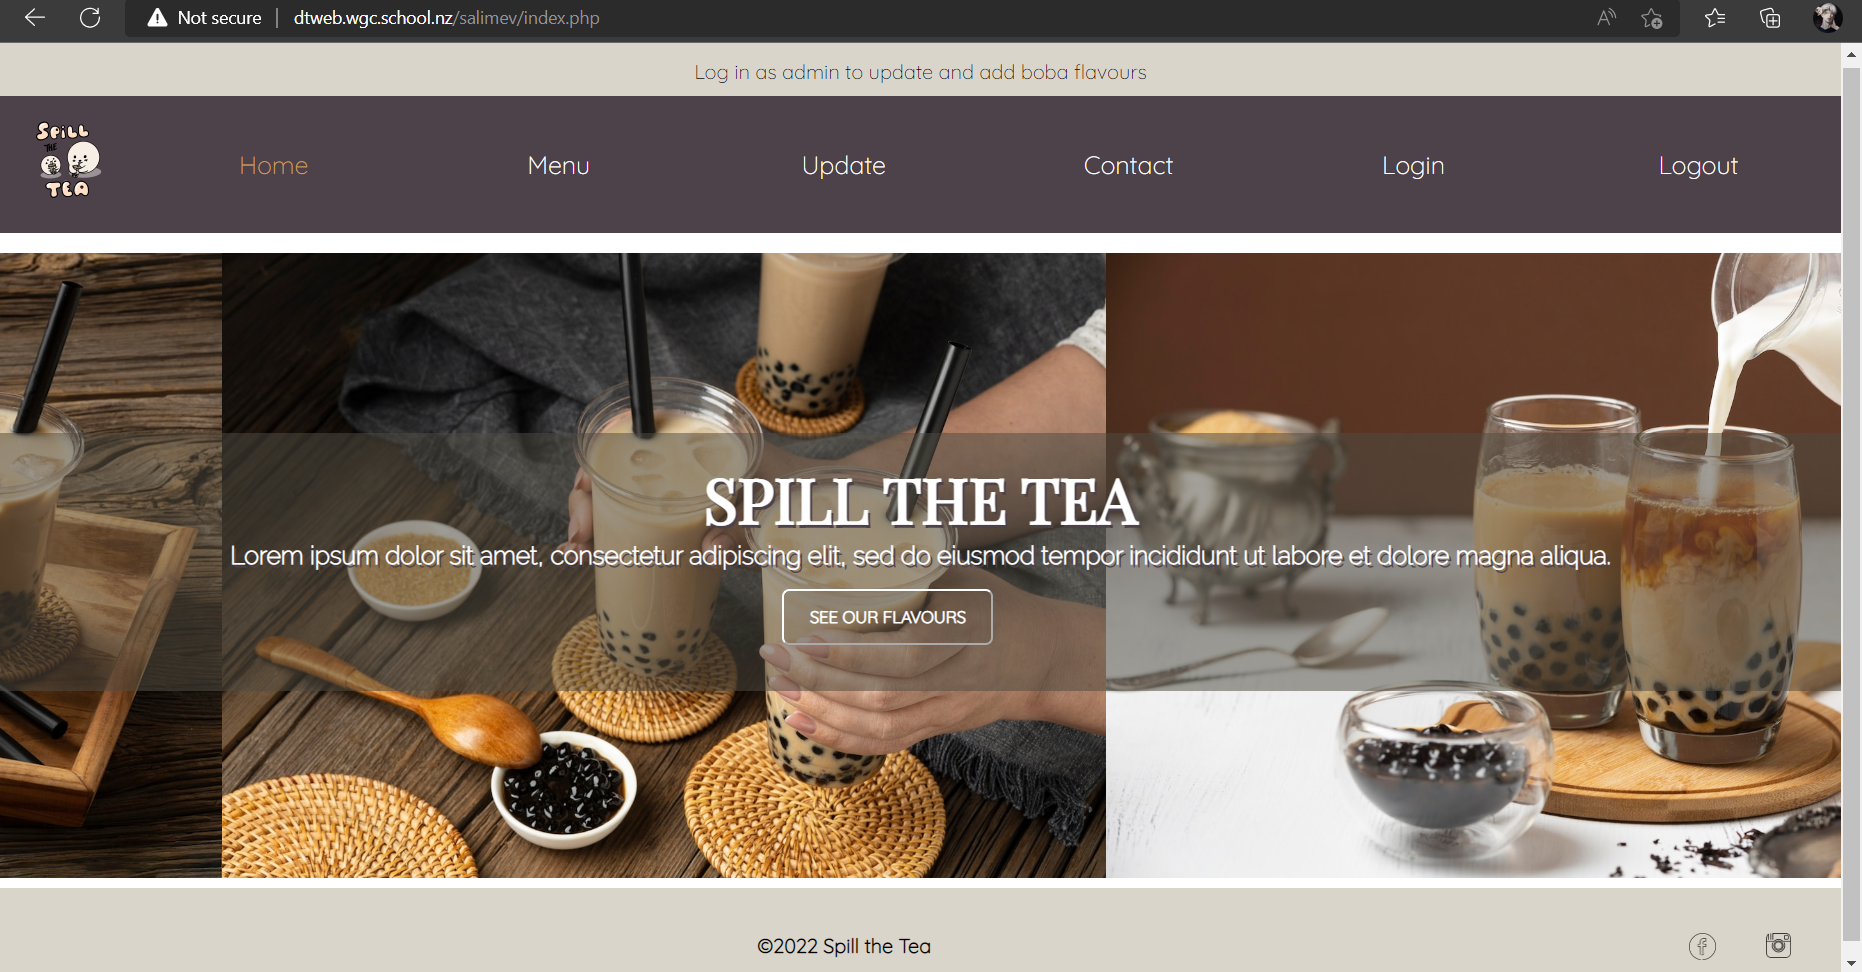 Not secure | dtweb.wgc.school.nz/salimev/index.php
Log in as admin to update and add boba flavours
SPiLL
THE
TEA
Home Menu Update Contact Login Logout
SPILL THE TEA
Lorem ipsum dolor sit amet, consectetur adipiscing elit, sed do eiusmod tempor incididunt ut labore et dolore magna aliqua.
SEE OUR FLAVOURS
©2022 Spill the Tea